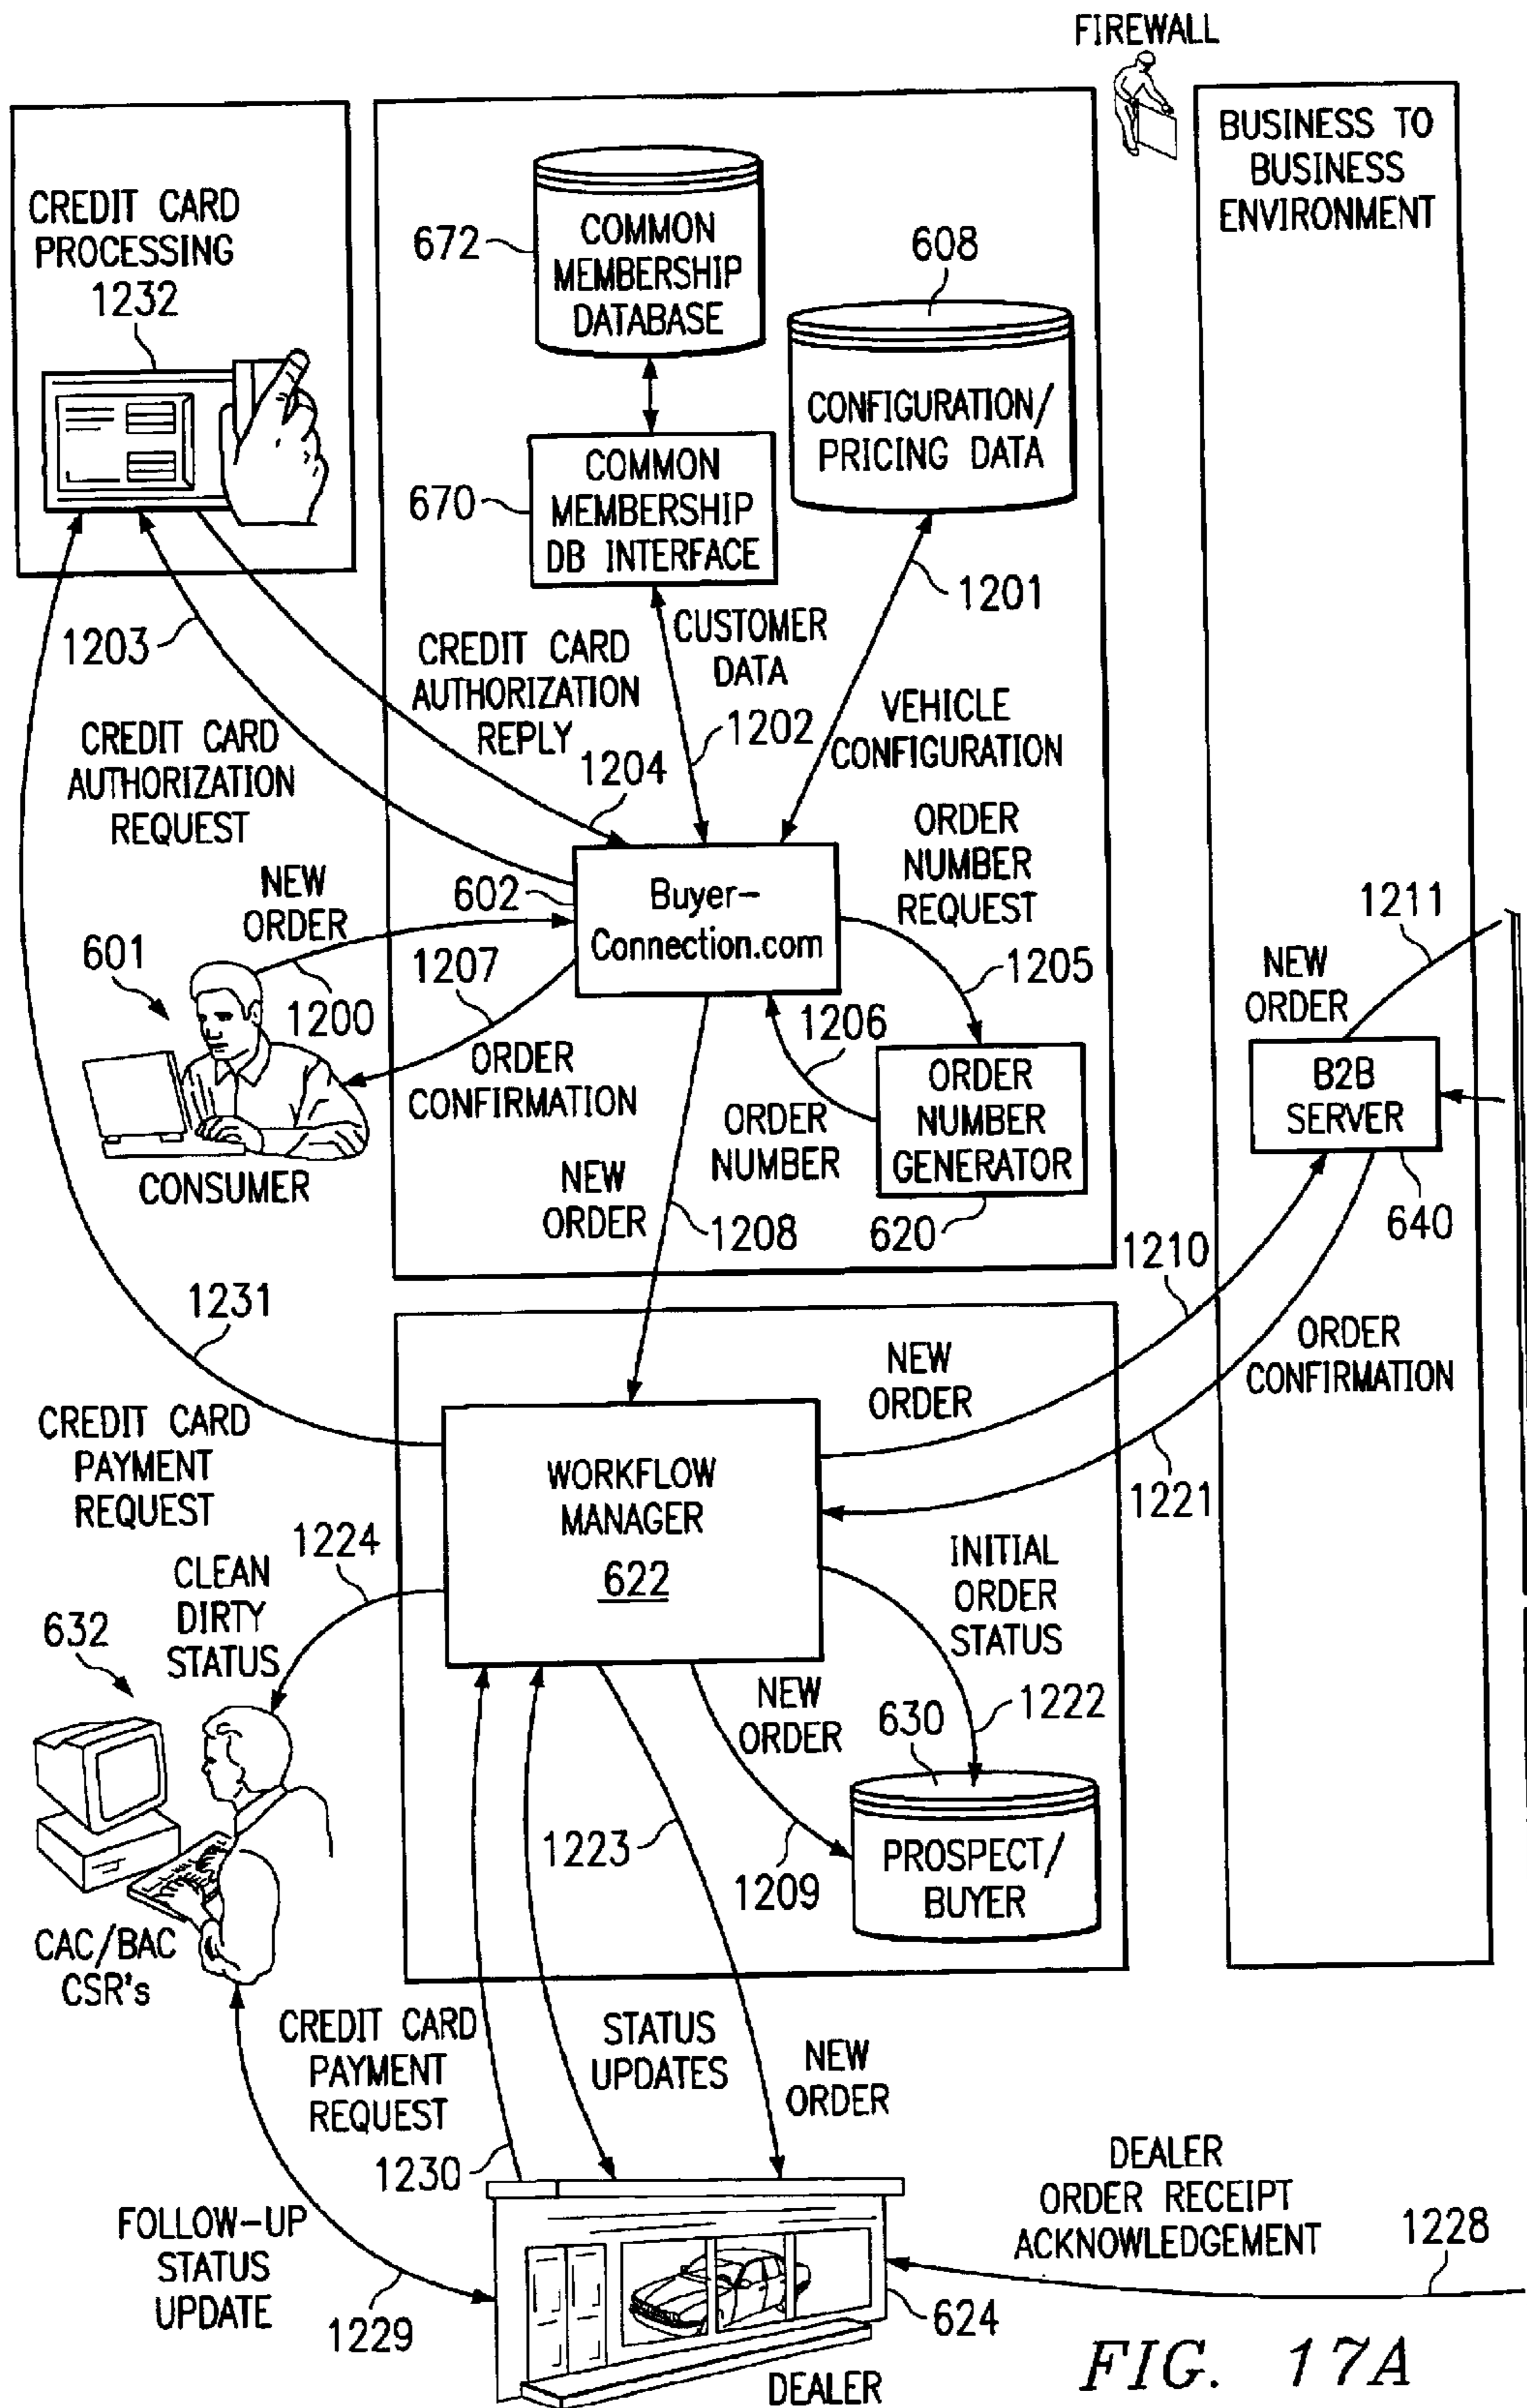 FIREWALL
CREDIT CARD
PROCESSING
1232
672
COMMON
MEMBERSHIP
DATABASE
608
CONFIGURATION/
PRICING DATA
BUSINESS TO
BUSINESS
ENVIRONMENT
670
COMMON
MEMBERSHIP
DB INTERFACE
1201
1203
CREDIT CARD
AUTHORIZATION
REPLY
CUSTOMER
DATA
1202
VEHICLE
CONFIGURATION
CREDIT CARD
AUTHORIZATION
REQUEST
1204
ORDER
NUMBER
REQUEST
NEW
ORDER
602
Buyer-
Connection.com
601
1200
1207
1205
1206
1211
NEW
ORDER
CONSUMER
ORDER
CONFIRMATION
ORDER
NUMBER
ORDER
NUMBER
GENERATOR
620
B2B
SERVER
640
NEW
ORDER
1208
1210
1231
NEW
ORDER
ORDER
CONFIRMATION
1221
CREDIT CARD
PAYMENT
REQUEST
WORKFLOW
MANAGER
622
1224
CLEAN
DIRTY
STATUS
INITIAL
ORDER
STATUS
632
NEW
ORDER
630
1222
1223
1209
PROSPECT/
BUYER
CAC/BAC
CSR's
CREDIT CARD
PAYMENT
REQUEST
1230
STATUS
UPDATES
NEW
ORDER
FOLLOW-UP
STATUS
UPDATE
1229
DEALER
ORDER RECEIPT
ACKNOWLEDGEMENT
1228
624
DEALER
FIG. 17A